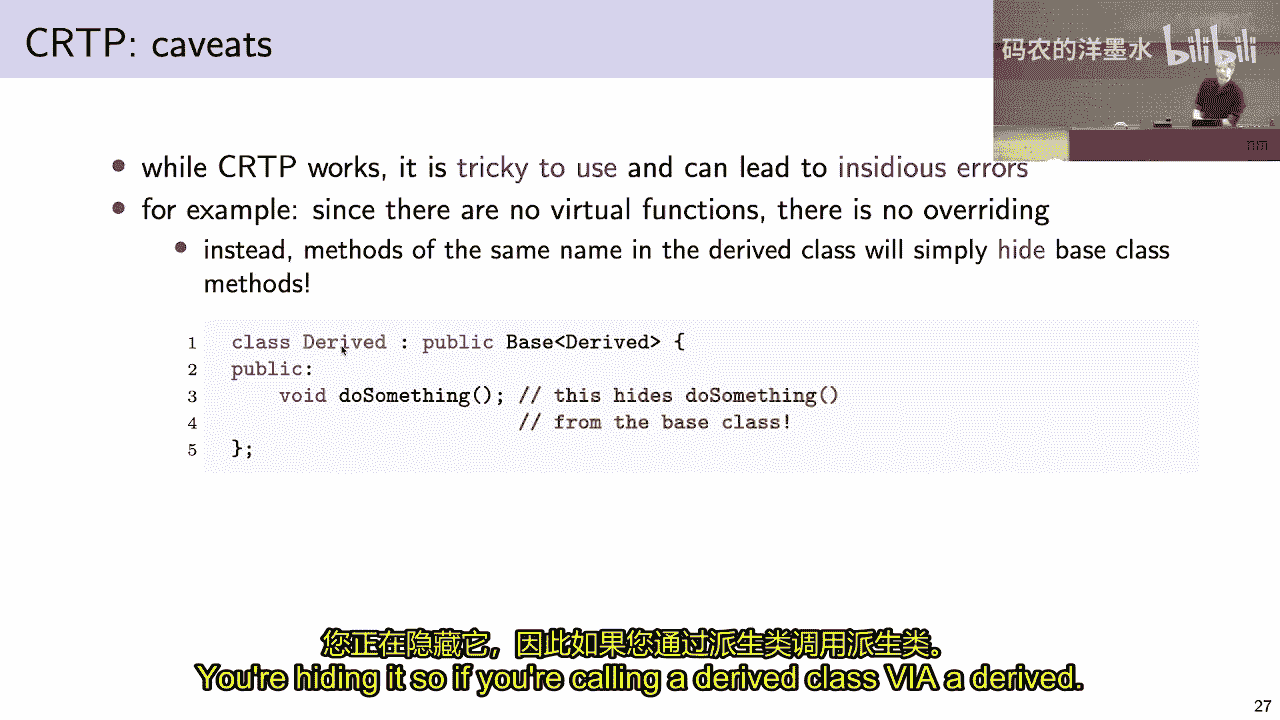 CRTP: caveats
码农的洋墨水 bilibili
• while CRTP works, it is tricky to use and can lead to insidious errors
• for example: since there are no virtual functions, there is no overriding
• instead, methods of the same name in the derived class will simply hide base class
methods!
1 class Derived : public Base<Derived> {
2 public:
3 void doSomething(); // this hides doSomething()
4 // from the base class!
5 };
您正在隐藏它，因此如果您通过派生类调用派生类。
You're hiding it so if you're calling a derived class VIA a derived.
27